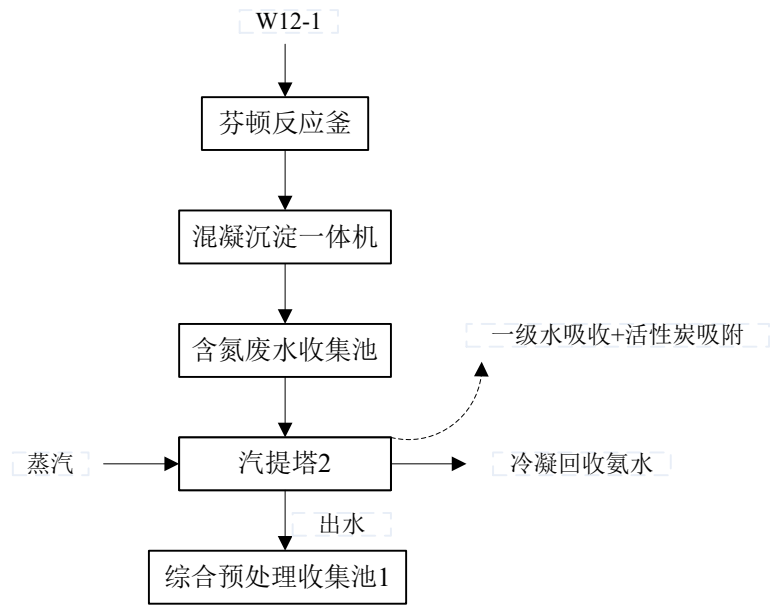 W12-1
芬顿反应釜
混凝沉淀一体机
含氮废水收集池
一级水吸收+活性炭吸附
蒸汽
汽提塔2
冷凝回收氨水
出水
综合预处理收集池1